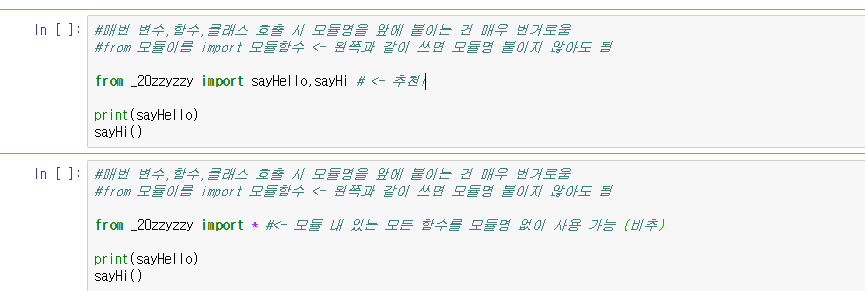 In [ ]: #매번 변수,함수,클래스 호출 시 모듈명을 앞에 붙이는 건 매우 번거로움
#from 모듈이름 import 모듈함수 <- 왼쪽과 같이 쓰면 모듈명 붙이지 않아도 됨
from _20zzyzzy import sayHello,sayHi # <- 추천!
print(sayHello)
sayHi()
In [ ]: #매번 변수,함수,클래스 호출 시 모듈명을 앞에 붙이는 건 매우 번거로움
#from 모듈이름 import 모듈함수 <- 왼쪽과 같이 쓰면 모듈명 붙이지 않아도 됨
from _20zzyzzy import * #<- 모듈 내 있는 모든 함수를 모듈명 없이 사용 가능 (비추)
print(sayHello)
sayHi()